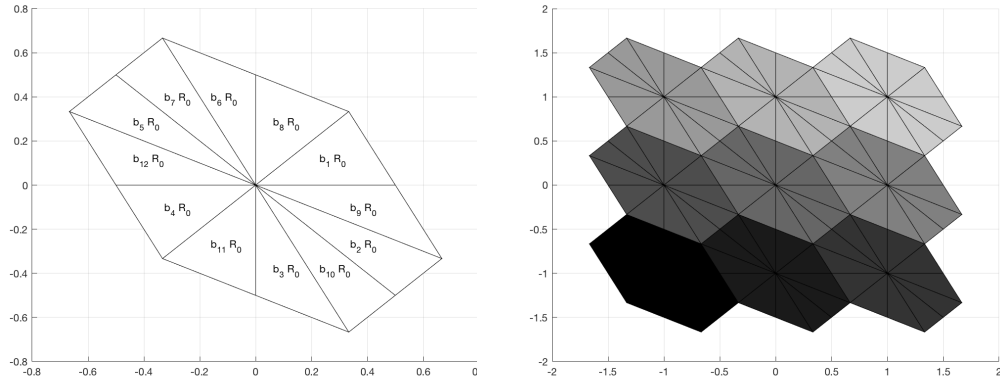 0.8
0.6
0.4
0.2
0
-0.2
-0.4
-0.6
-0.8
-0.8 -0.6 -0.4 -0.2 0 0.2 0.4 0.6 0
b₇ R₀
b₆ R₀
b₅ R₀
b₈ R₀
b₁₂ R₀
b₁ R₀
b₄ R₀
b₉ R₀
b₁₁ R₀
b₂ R₀
b₃ R₀
b₁₀ R₀
2
1.5
1
0.5
0
-0.5
-1
-1.5
-2
-2 -1.5 -1 -0.5 0 0.5 1 1.5 2